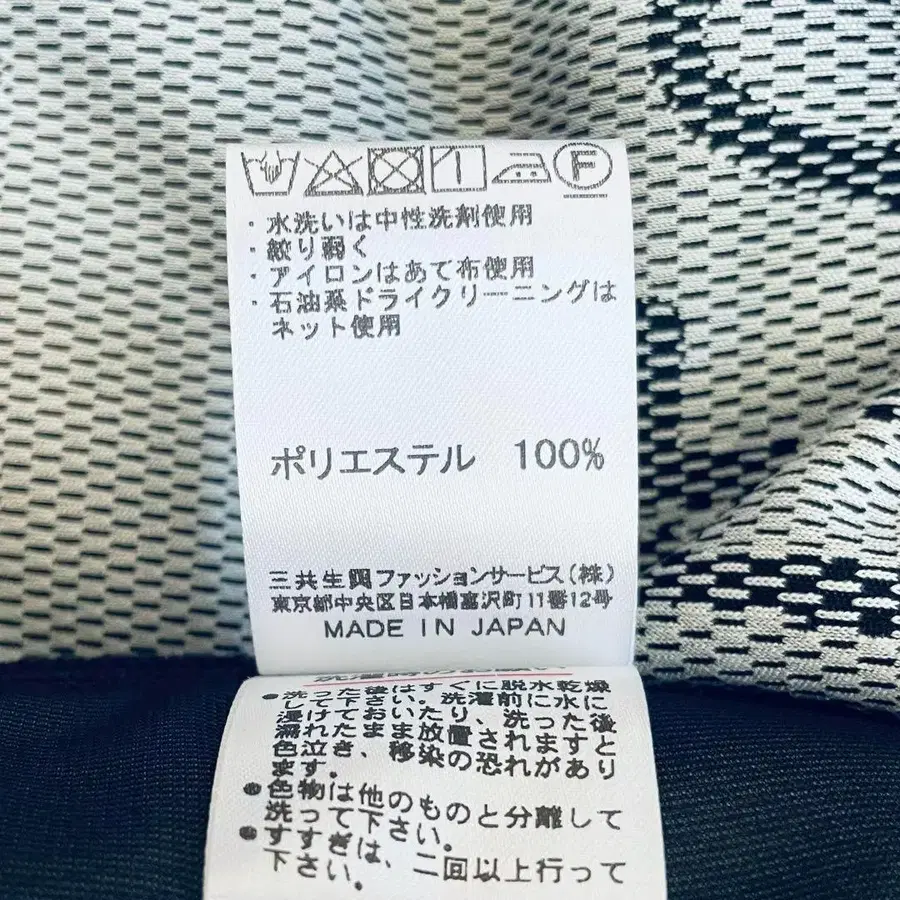 F
・水洗いは中性洗剤使用
・絞り弱く
・アイロンはあて布使用
・石油系ドライクリーニングは
ネット使用
ポリエステル 100%
三共生興ファッションサービス(株)
東京都中央区日本橋富沢町11番12号
MADE IN JAPAN
●洗った後はすぐに脱水乾燥
して下さい。洗濯前に水に
浸けておいたり、洗った後
濡れたまま放置されますと
色泣き、移染の恐れがあり
ます。
●色物は他のものと分離して
洗って下さい。
●すすぎは、二回以上行って
下さい。